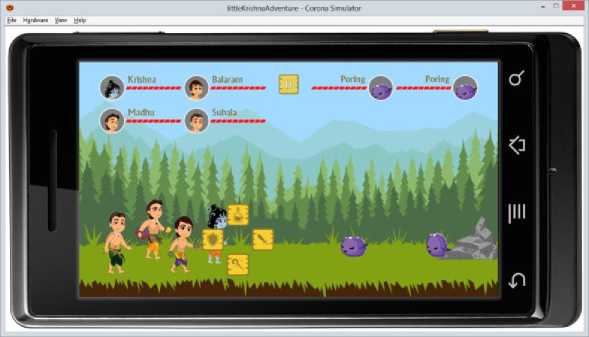 littleKrishnaAdventure - Corona Simulator
File Hardware View Help
Krishna Balaram Poring Poring
Madhu Subala